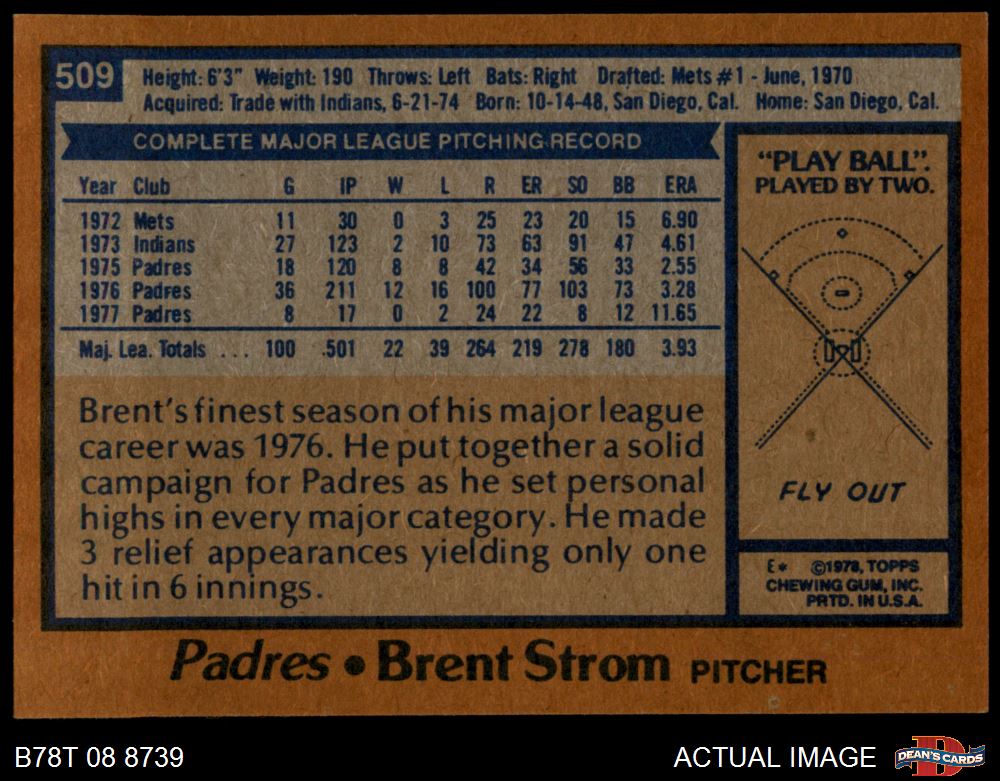 509
Height: 6'3" Weight: 190 Throws: Left Bats: Right Drafted: Mets #1 - June, 1970
Acquired: Trade with Indians, 6-21-74 Born: 10-14-48, San Diego, Cal. Home: San Diego, Cal.
COMPLETE MAJOR LEAGUE PITCHING RECORD
Year Club G IP W L R ER SO BB ERA
1972 Mets 11 30 0 3 25 23 20 15 6.90
1973 Indians 27 123 2 10 73 63 91 47 4.61
1975 Padres 18 120 8 8 42 34 56 33 2.55
1976 Padres 36 211 12 16 100 77 103 73 3.28
1977 Padres 8 17 0 2 24 22 8 12 11.65
Maj. Lea. Totals ... 100 501 22 39 264 219 278 180 3.93
Brent's finest season of his major league
career was 1976. He put together a solid
campaign for Padres as he set personal
highs in every major category. He made
3 relief appearances yielding only one
hit in 6 innings.
"PLAY BALL".
PLAYED BY TWO.
FLY OUT
E* ©1978, TOPPS
CHEWING GUM, INC.
PRTD. IN U.S.A.
Padres • Brent Strom PITCHER
B78T 08 8739
ACTUAL IMAGE
DEAN'S CARDS